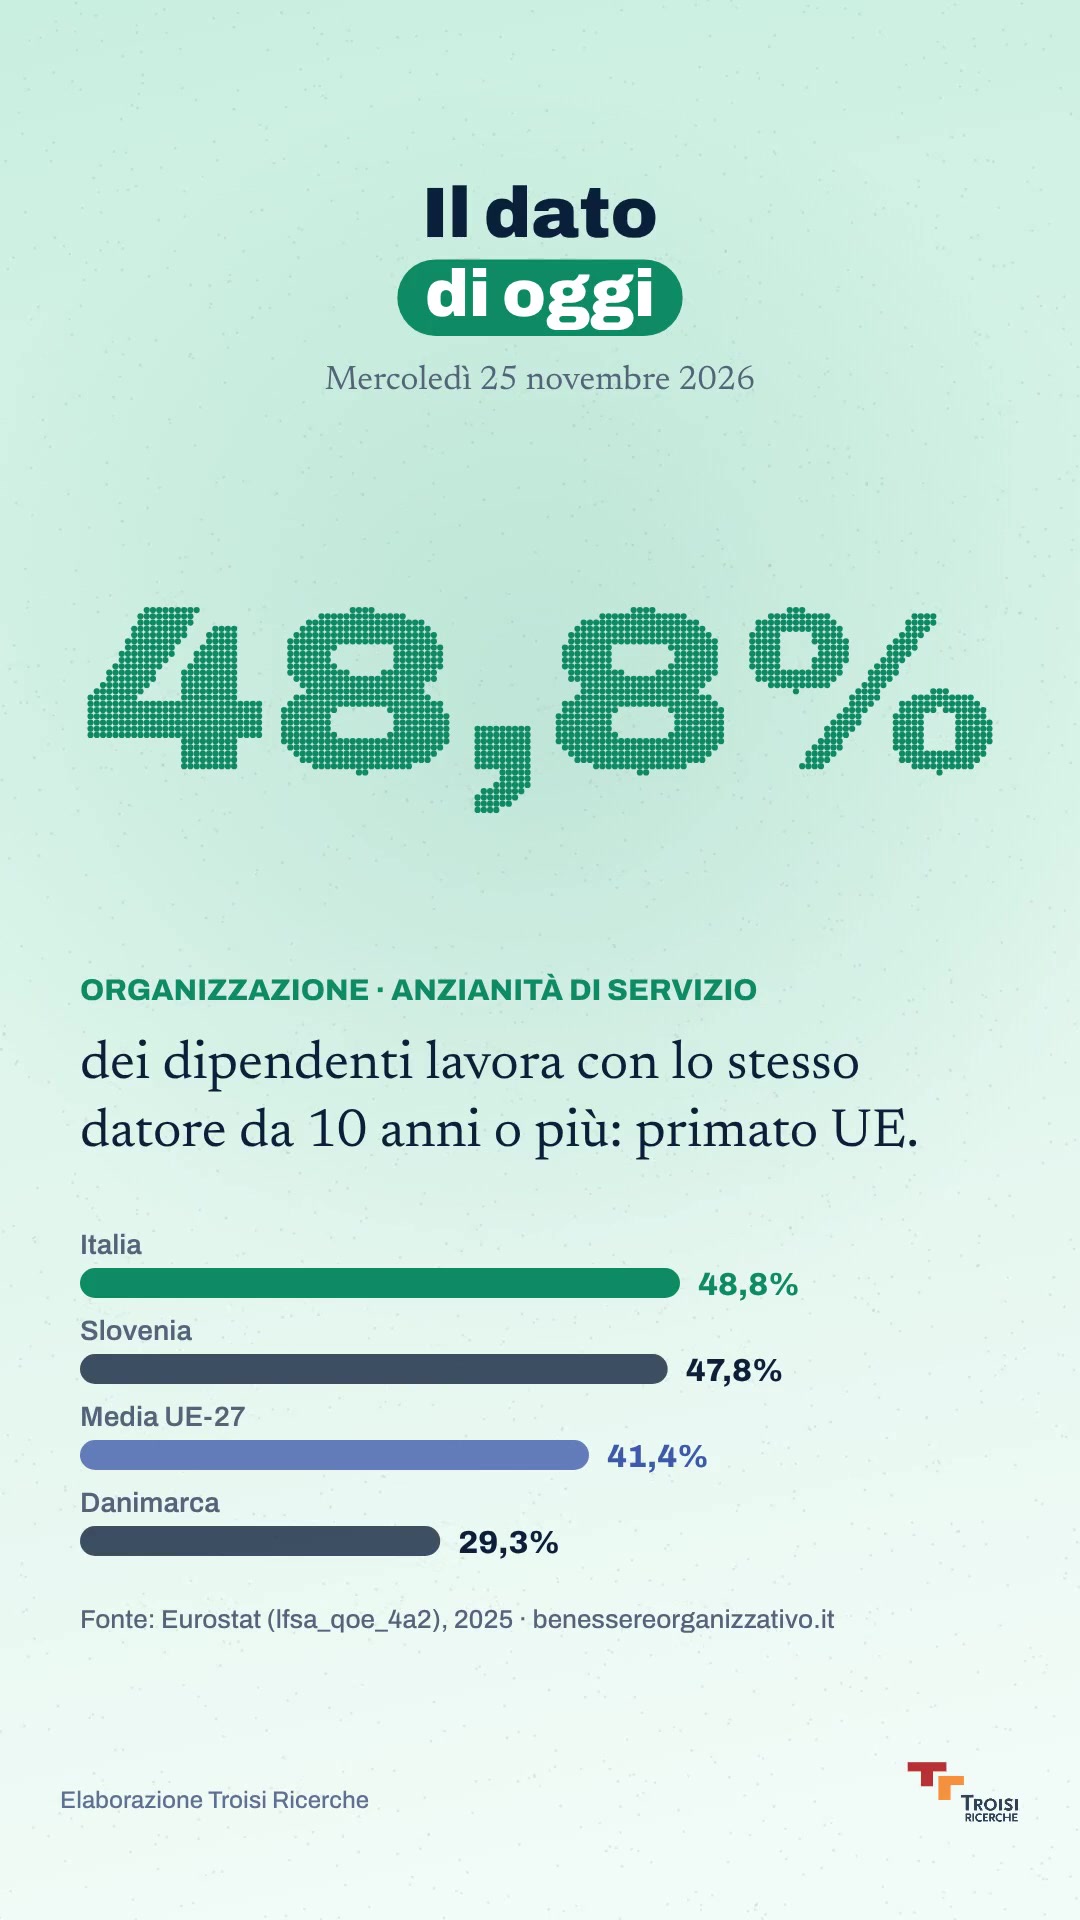 Il dato
di oggi
Mercoledì 25 novembre 2026
48,8%
ORGANIZZAZIONE · ANZIANITÀ DI SERVIZIO
dei dipendenti lavora con lo stesso
datore da 10 anni o più: primato UE.
Italia
48,8%
Slovenia
47,8%
Media UE-27
41,4%
Danimarca
29,3%
Fonte: Eurostat (lfsa_qoe_4a2), 2025 · benessereorganizzativo.it
Elaborazione Troisi Ricerche
TROISI
RICERCHE